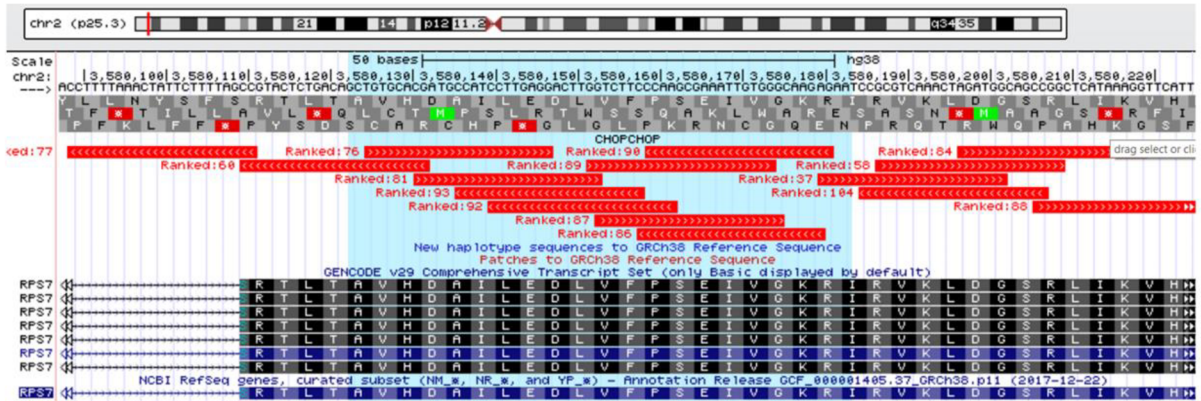 chr2 (p25.3) 21 14 p12 11.2 q34 35
Scale 50 bases hg38
chr2: 3,580,100 3,580,110 3,580,120 3,580,130 3,580,140 3,580,150 3,580,160 3,580,170 3,580,180 3,580,190 3,580,200 3,580,210 3,580,220
--->
CHOPCHOP
ked:77 Ranked:76 Ranked:90 Ranked:84 drag select or cli
Ranked:60 Ranked:89 Ranked:58
Ranked:81 Ranked:37
Ranked:93 Ranked:104
Ranked:92 Ranked:88
Ranked:87
Ranked:86
New haplotype sequences to GRCh38 Reference Sequence
Patches to GRCh38 Reference Sequence
GENCODE v29 Comprehensive Transcript Set (only Basic displayed by default)
RPS7 S R T L T A V H D A I L E D L V F P S E I V G K R I R V K L D G S R L I K V H
RPS7 S R T L T A V H D A I L E D L V F P S E I V G K R I R V K L D G S R L I K V H
RPS7 S R T L T A V H D A I L E D L V F P S E I V G K R I R V K L D G S R L I K V H
RPS7 S R T L T A V H D A I L E D L V F P S E I V G K R I R V K L D G S R L I K V H
RPS7 S R T L T A V H D A I L E D L V F P S E I V G K R I R V K L D G S R L I K V H
RPS7 S R T L T A V H D A I L E D L V F P S E I V G K R I R V K L D G S R L I K V H
RPS7 S R T L T A V H D A I L E D L V F P S E I V G K R I R V K L D G S R L I K V H
NCBI RefSeq genes, curated subset (NM_*, NR_*, and YP_*) - Annotation Release GCF_000001405.37_GRCh38.p11 (2017-12-22)
RPS7 S R T L T A V H D A I L E D L V F P S E I V G K R I R V K L D G S R L I K V H